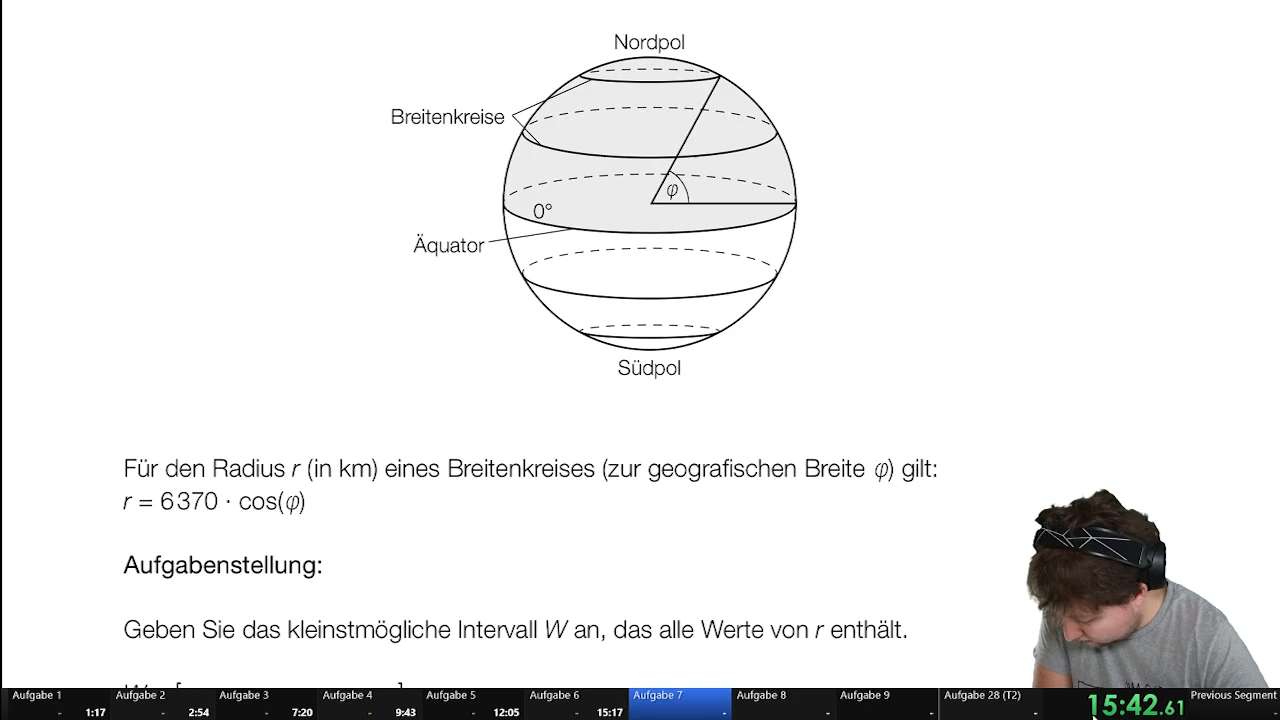 Nordpol
Breitenkreise
φ
0°
Äquator
Südpol
Für den Radius r (in km) eines Breitenkreises (zur geografischen Breite φ) gilt:
r = 6 370 · cos(φ)
Aufgabenstellung:
Geben Sie das kleinstmögliche Intervall W an, das alle Werte von r enthält.
Aufgabe 1 Aufgabe 2 Aufgabe 3 Aufgabe 4 Aufgabe 5 Aufgabe 6 Aufgabe 7 Aufgabe 8 Aufgabe 9 Aufgabe 28 (T2) 15:42.61 Previous Segment
- 1:17 - 2:54 - 7:20 - 9:43 - 12:05 - 15:17 - - - - -